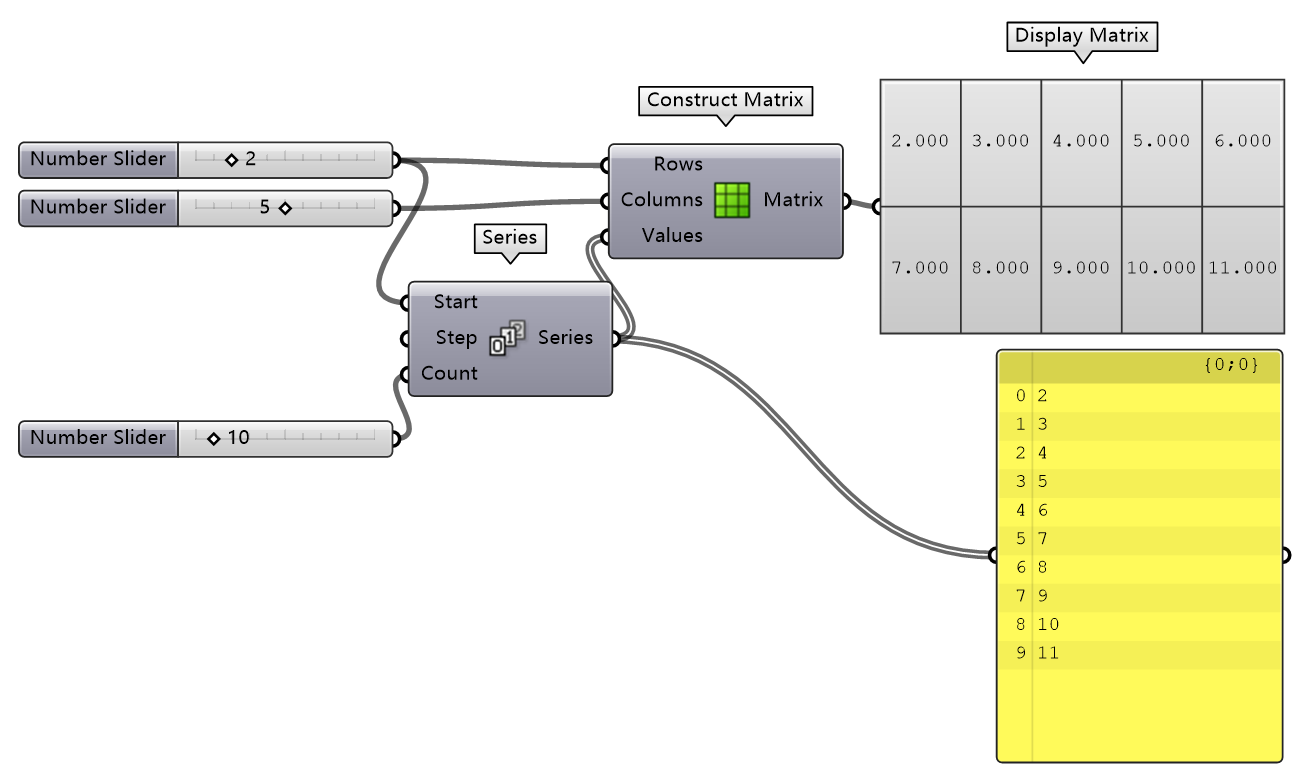 Display Matrix
Construct Matrix
2.000 3.000 4.000 5.000 6.000
7.000 8.000 9.000 10.000 11.000
Number Slider 2
Number Slider 5
Rows
Columns
Values
Matrix
Series
Start
Step
Count
Series
Number Slider 10
{0;0}
0 2
1 3
2 4
3 5
4 6
5 7
6 8
7 9
8 10
9 11